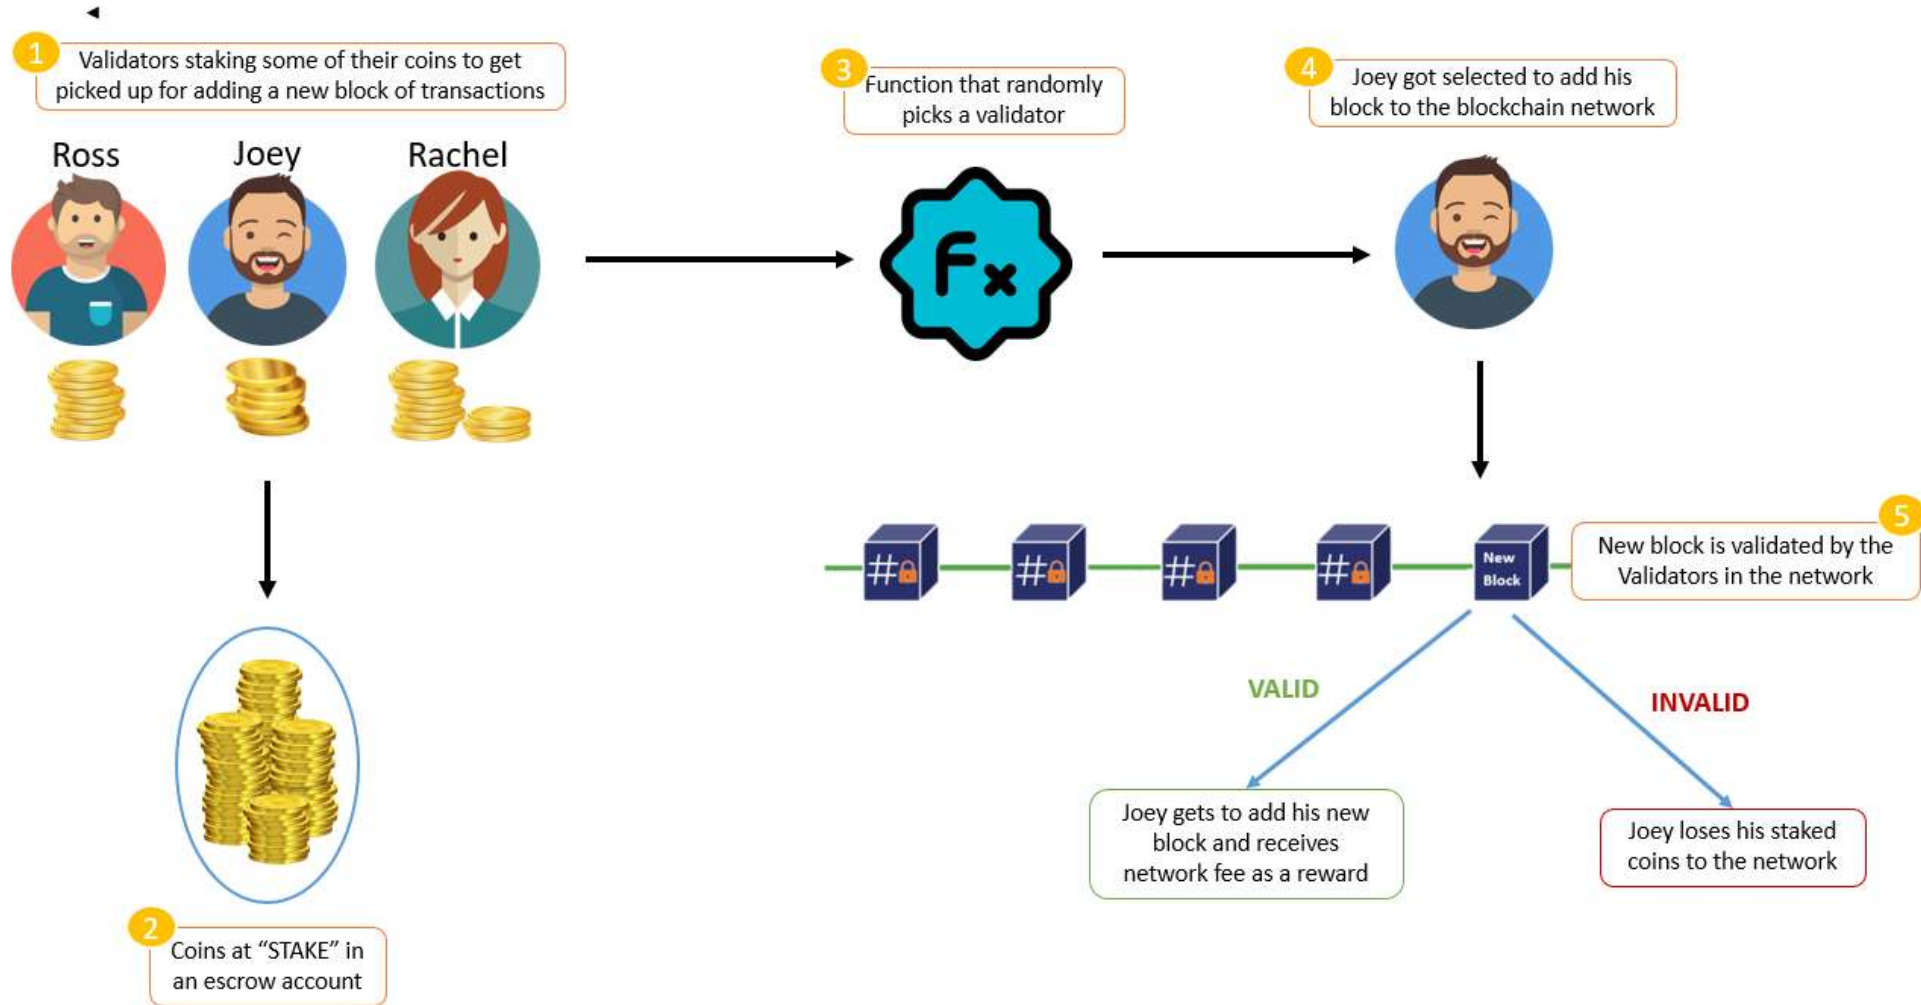 1
Validators staking some of their coins to get
picked up for adding a new block of transactions
Ross
Joey
Rachel
2
Coins at “STAKE” in
an escrow account
3
Function that randomly
picks a validator
Fx
4
Joey got selected to add his
block to the blockchain network
#
#
#
#
New
Block
5
New block is validated by the
Validators in the network
VALID
INVALID
Joey gets to add his new
block and receives
network fee as a reward
Joey loses his staked
coins to the network